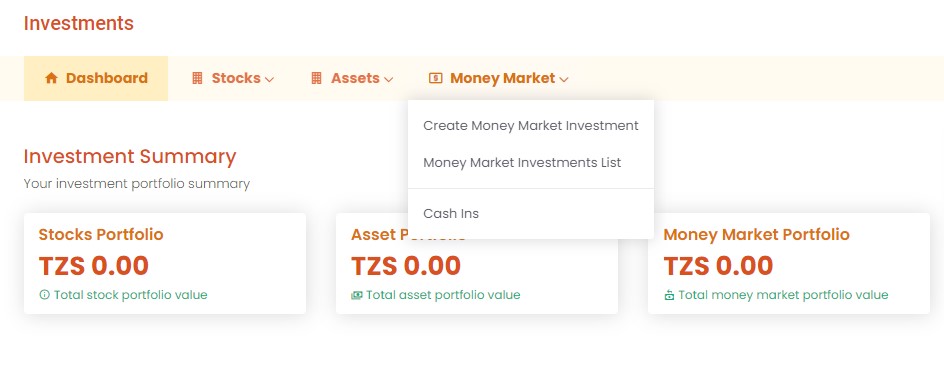 Investments
Dashboard Stocks Assets Money Market
Create Money Market Investment
Money Market Investments List
Cash Ins
Investment Summary
Your investment portfolio summary
Stocks Portfolio
TZS 0.00
Total stock portfolio value
Asset Portfolio
TZS 0.00
Total asset portfolio value
Money Market Portfolio
TZS 0.00
Total money market portfolio value